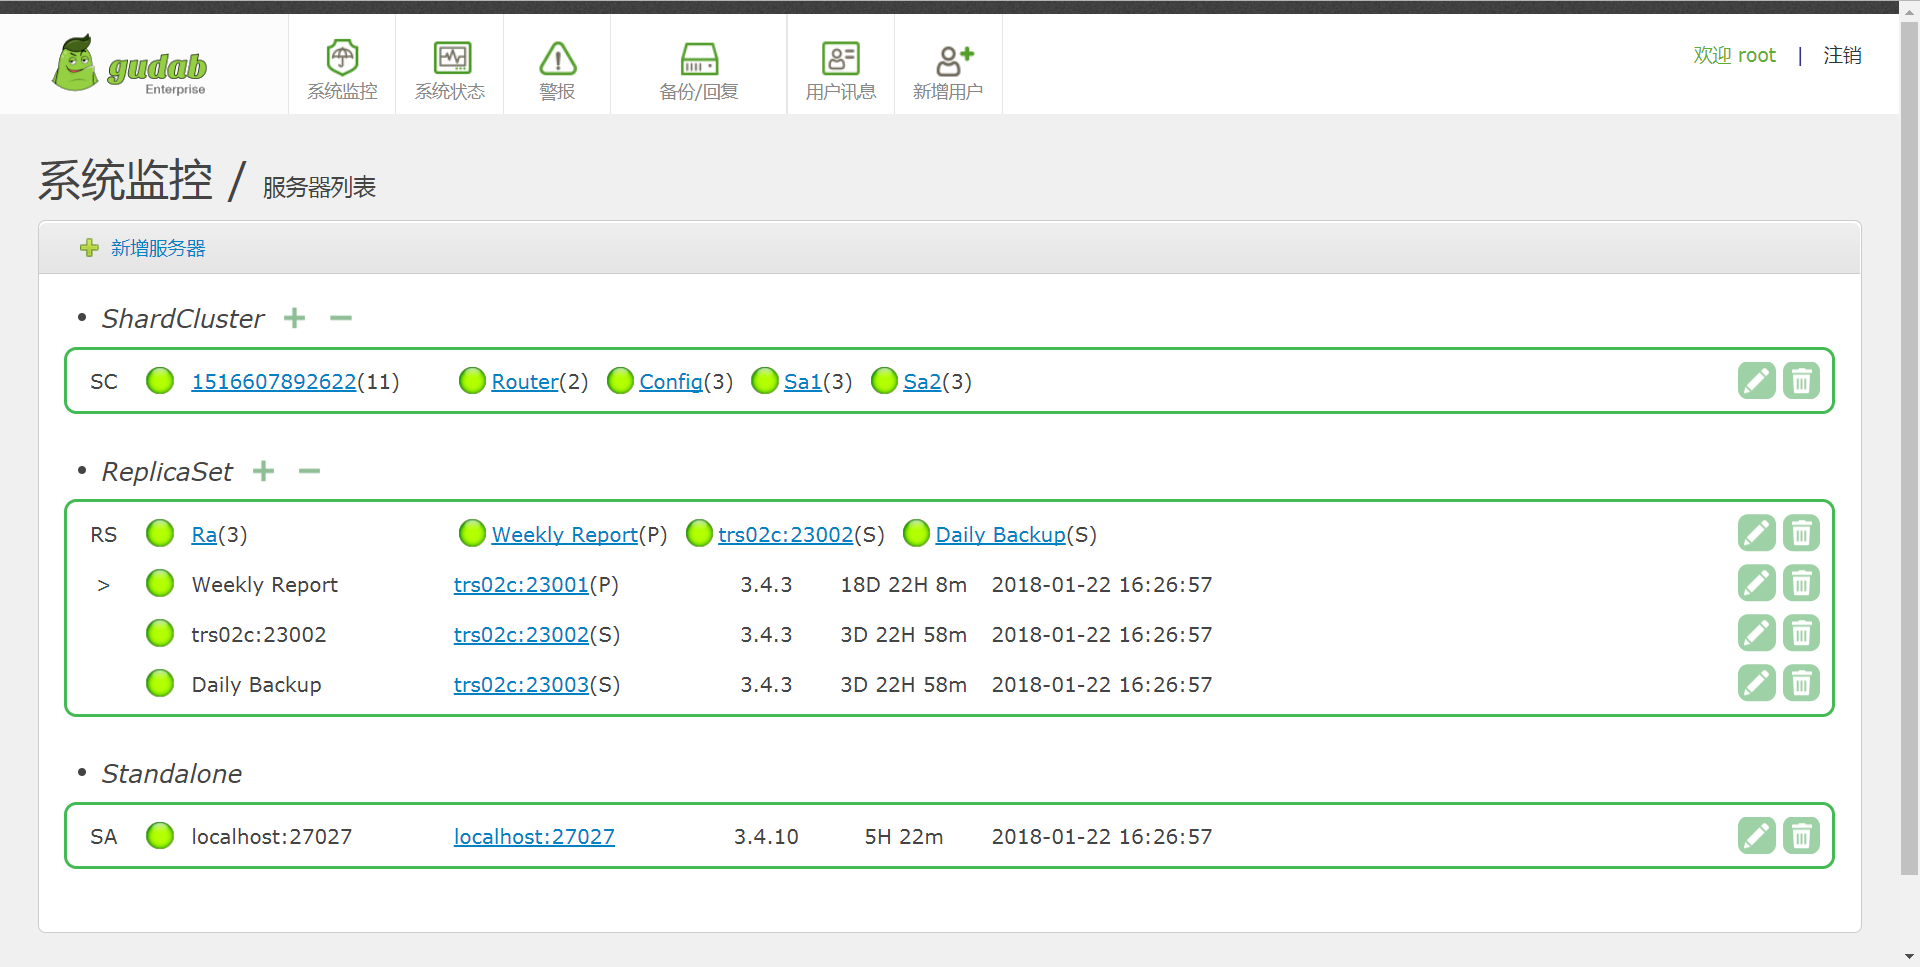 gudab
Enterprise
系统监控
系统状态
警报
备份/回复
用户讯息
新增用户
欢迎 root | 注销
系统监控 / 服务器列表
新增服务器
• ShardCluster
SC 1516607892622(11) Router(2) Config(3) Sa1(3) Sa2(3)
• ReplicaSet
RS Ra(3) Weekly Report(P) trs02c:23002(S) Daily Backup(S)
> Weekly Report trs02c:23001(P) 3.4.3 18D 22H 8m 2018-01-22 16:26:57
trs02c:23002 trs02c:23002(S) 3.4.3 3D 22H 58m 2018-01-22 16:26:57
Daily Backup trs02c:23003(S) 3.4.3 3D 22H 58m 2018-01-22 16:26:57
• Standalone
SA localhost:27027 localhost:27027 3.4.10 5H 22m 2018-01-22 16:26:57